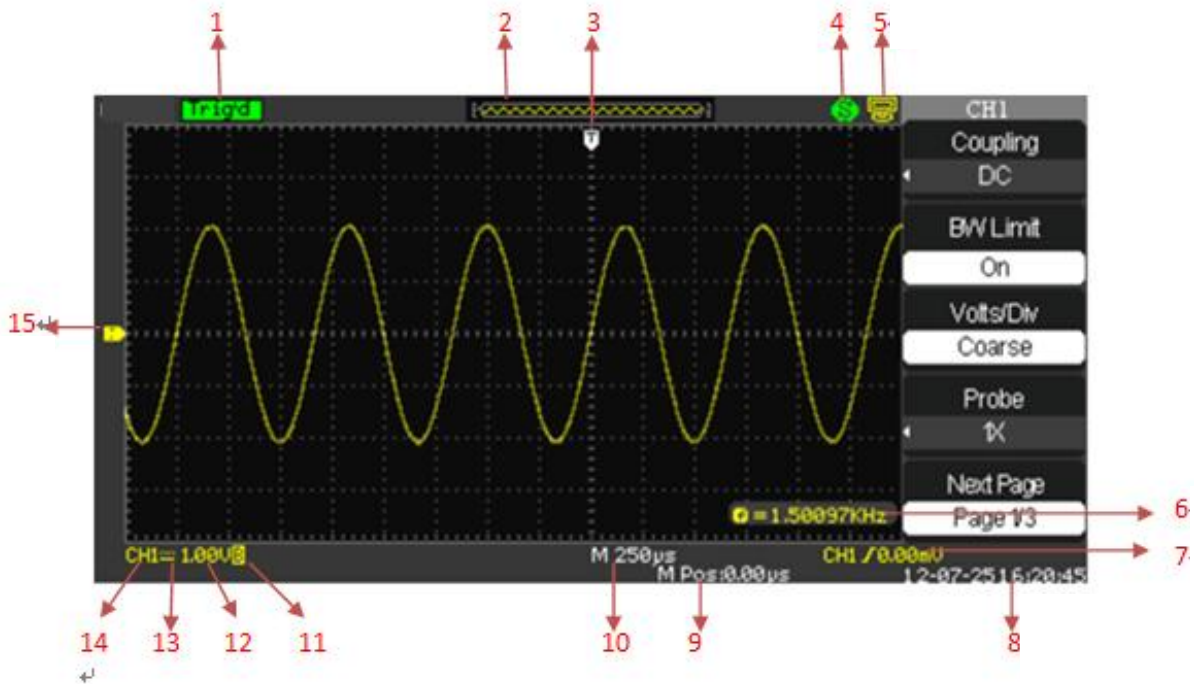 1 2 3 4 5
Trig'd
T
S
CH1
Coupling
DC
BW Limit
On
Volts/Div
Coarse
Probe
1X
Next Page
Page 1/3
15
= 1.50097KHz
6
CH1 1.00V B
M 250µs
CH1 / 0.00mV
7
M Pos:0.00µs
12-07-25 16:20:45
14 13 12 11 10 9 8